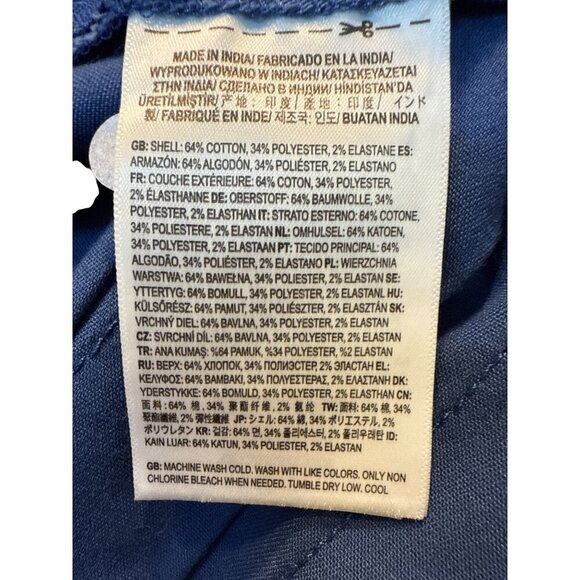 MADE IN INDIA/ FABRICADO EN LA INDIA/
WYPRODUKOWANO W INDIACH/ ΚΑΤΑΣΚΕΥΑΖΕΤΑΙ
ΣΤΗΝ ΙΝΔΙΑ/ СДЕЛАНО В ИНДИИ/ HİNDİSTAN'DA
ÜRETİLMİŞTİR/ 产地: 印度/ 產地: 印度/ インド
製/ FABRIQUÉ EN INDE/ 제조국: 인도/ BUATAN INDIA
GB: SHELL: 64% COTTON, 34% POLYESTER, 2% ELASTANE ES:
ARMAZÓN: 64% ALGODÓN, 34% POLIÉSTER, 2% ELASTANO
FR: COUCHE EXTÉRIEURE: 64% COTON, 34% POLYESTER,
2% ÉLASTHANNE DE: OBERSTOFF: 64% BAUMWOLLE, 34%
POLYESTER, 2% ELASTHAN IT: STRATO ESTERNO: 64% COTONE,
34% POLIESTERE, 2% ELASTAN NL: OMHULSEL: 64% KATOEN,
34% POLYESTER, 2% ELASTAAN PT: TECIDO PRINCIPAL: 64%
ALGODÃO, 34% POLIÉSTER, 2% ELASTANO PL: WIERZCHNIA
WARSTWA: 64% BAWEŁNA, 34% POLIESTER, 2% ELASTAN SE:
YTTERTYG: 64% BOMULL, 34% POLYESTER, 2% ELASTAN HU:
KÜLSŐRÉSZ: 64% PAMUT, 34% POLIÉSZTER, 2% ELASZTÁN SK:
VRCHNÝ DIEL: 64% BAVLNA, 34% POLYESTER, 2% ELASTAN
CZ: SVRCHNÍ DÍL: 64% BAVLNA, 34% POLYESTER, 2% ELASTAN
TR: ANA KUMAŞ: %64 PAMUK, %34 POLYESTER, %2 ELASTAN
RU: ВЕРХ: 64% ХЛОПОК, 34% ПОЛИЭСТЕР, 2% ЭЛАСТАН EL:
ΚΕΛΥΦΟΣ: 64% ΒΑΜΒΑΚΙ, 34% ΠΟΛΥΕΣΤΕΡΑΣ, 2% ΕΛΑΣΤΑΝΗ DK:
YDERSTYKKE: 64% BOMULD, 34% POLYESTER, 2% ELASTHAN CN:
面料: 64% 棉, 34% 聚酯纤维, 2% 氨纶 TW: 面料: 64% 棉, 34%
聚酯纖維, 2% 彈性纖維 JP: シェル: 64% 綿, 34% ポリエステル, 2%
ポリウレタン KR: 겉감: 64% 면, 34% 폴리에스터, 2% 폴리우레탄 ID:
KAIN LUAR: 64% KATUN, 34% POLIESTER, 2% ELASTAN
GB: MACHINE WASH COLD. WASH WITH LIKE COLORS. ONLY NON
CHLORINE BLEACH WHEN NEEDED. TUMBLE DRY LOW. COOL